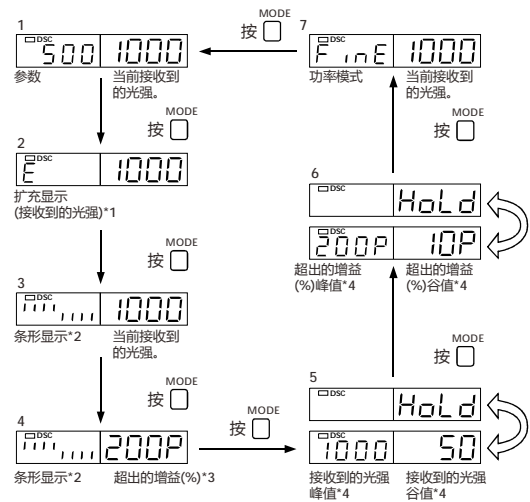 1
DSC
500 1000
参数 当前接收到
的光强。
按 MODE
2
DSC
E 1000
扩充显示
(接收到的光强)*1
按 MODE
3
DSC
1000
条形显示*2 当前接收到
的光强。
按 MODE
4
DSC
200P
条形显示*2 超出的增益(%)*3
按 MODE
5
DSC
HoLd
DSC
1000 50
接收到的光强 接收到的光强
峰值*4 谷值*4
按 MODE
6
DSC
HoLd
DSC
200P 10P
超出的增益 超出的增益
(%)峰值*4 (%)谷值*4
按 MODE
7
DSC
FinE 1000
功率模式 当前接收到
的光强。
按 MODE